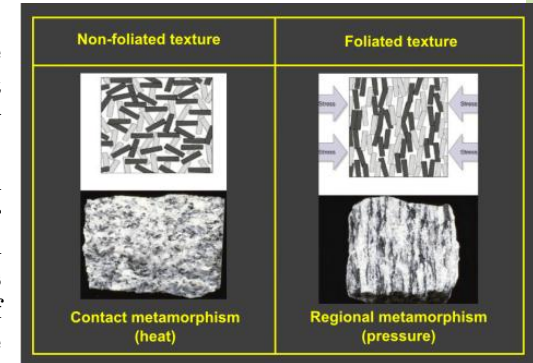 Non-foliated texture
Foliated texture
Stress
Stress
Stress
Stress
Contact metamorphism
(heat)
Regional metamorphism
(pressure)